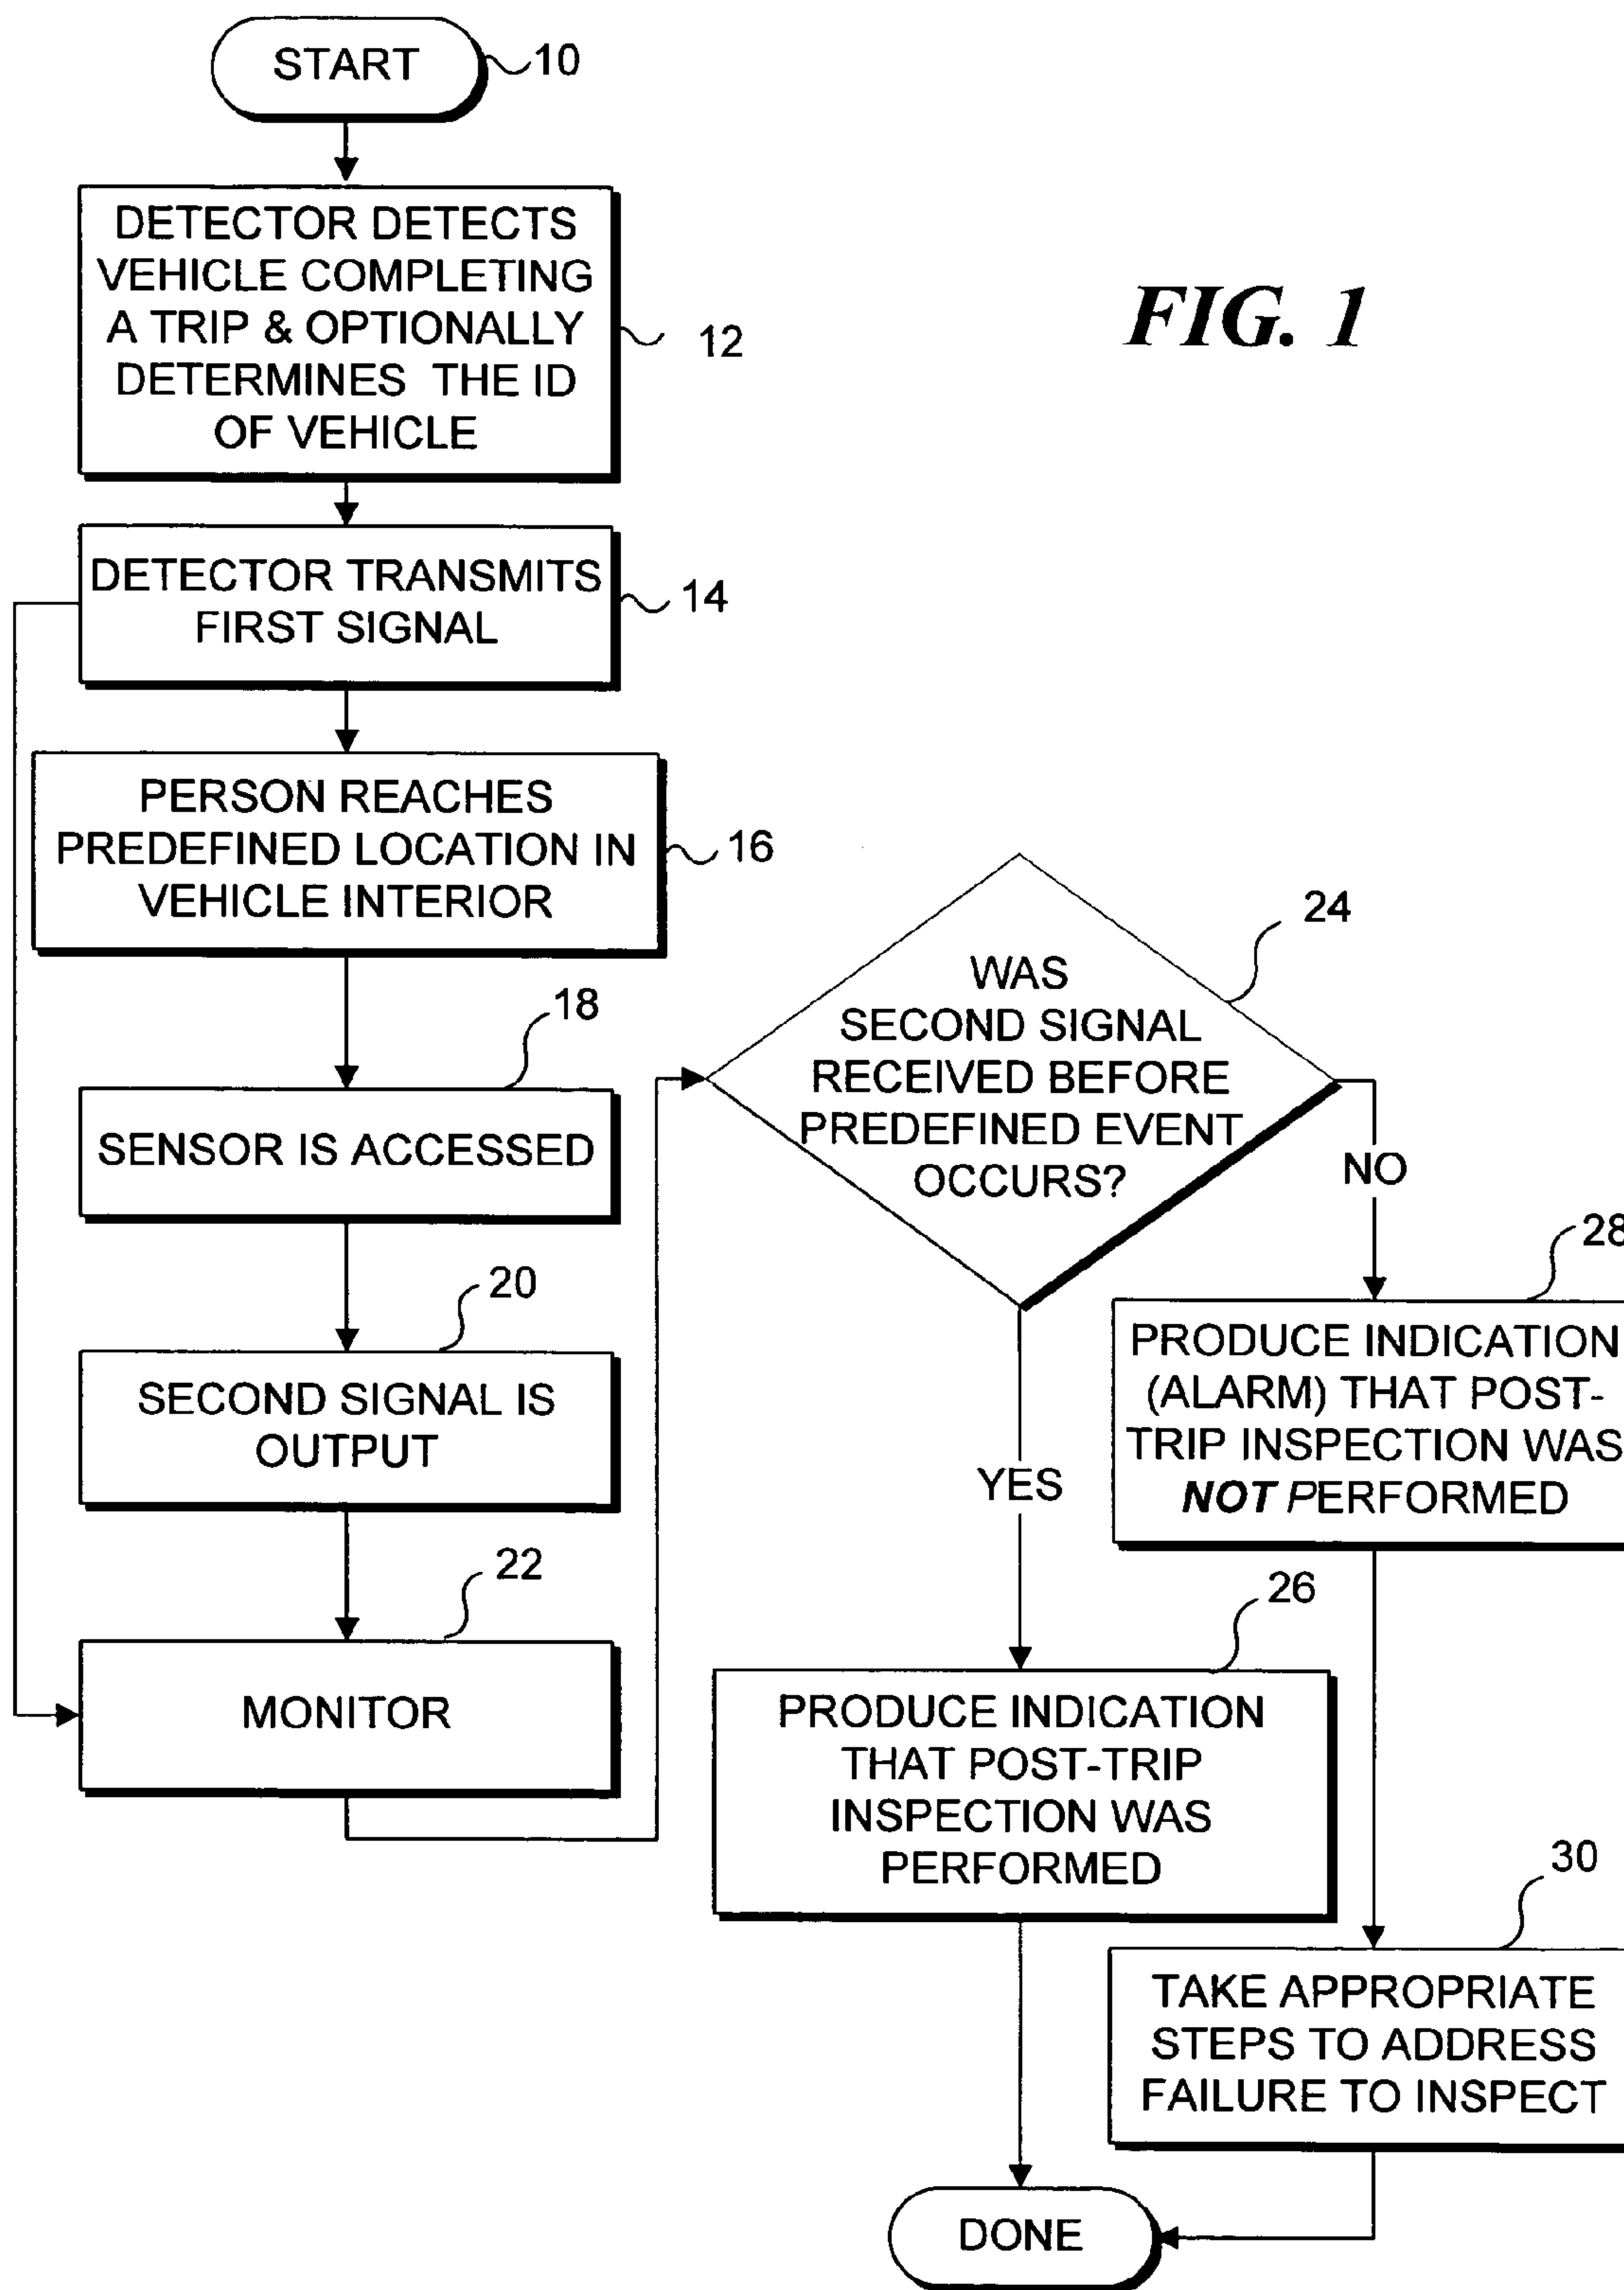 START
10
DETECTOR DETECTS
VEHICLE COMPLETING
A TRIP & OPTIONALLY
DETERMINES THE ID
OF VEHICLE
12
FIG. 1
DETECTOR TRANSMITS
FIRST SIGNAL
14
PERSON REACHES
PREDEFINED LOCATION IN
VEHICLE INTERIOR
16
18
SENSOR IS ACCESSED
20
SECOND SIGNAL IS
OUTPUT
22
MONITOR
24
WAS
SECOND SIGNAL
RECEIVED BEFORE
PREDEFINED EVENT
OCCURS?
NO
YES
28
PRODUCE INDICATION
(ALARM) THAT POST-
TRIP INSPECTION WAS
NOT PERFORMED
26
PRODUCE INDICATION
THAT POST-TRIP
INSPECTION WAS
PERFORMED
30
TAKE APPROPRIATE
STEPS TO ADDRESS
FAILURE TO INSPECT
DONE